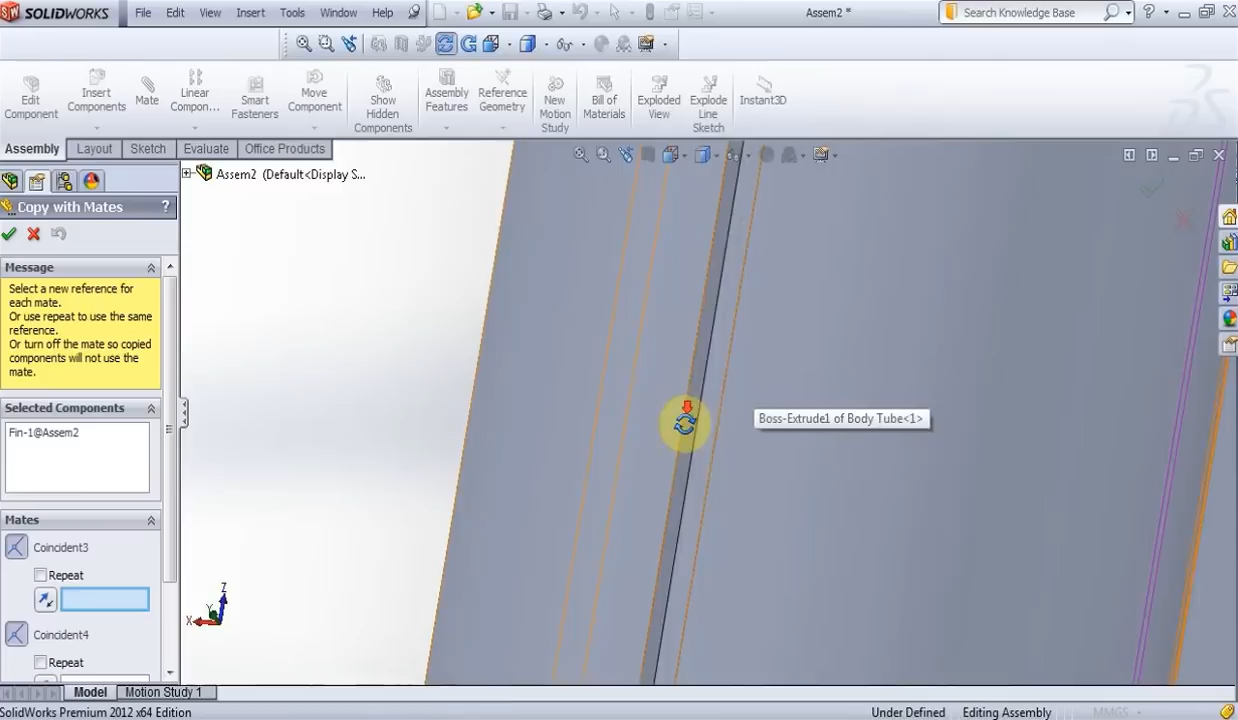 SOLIDWORKS File Edit View Insert Tools Window Help Assem2 * Search Knowledge Base
Edit Component
Insert Components
Mate
Linear Compon...
Smart Fasteners
Move Component
Show Hidden Components
Assembly Features
Reference Geometry
New Motion Study
Bill of Materials
Exploded View
Explode Line Sketch
Instant3D
Assembly Layout Sketch Evaluate Office Products
Assem2 (Default<Display S...
Copy with Mates ?
Message
Select a new reference for
each mate.
Or use repeat to use the same
reference.
Or turn off the mate so copied
components will not use the
mate.
Selected Components
Fin-1@Assem2
Boss-Extrude1 of Body Tube<1>
Mates
Coincident3
Repeat
Coincident4
Repeat
Z
Y
X
Model Motion Study 1
SolidWorks Premium 2012 x64 Edition Under Defined Editing Assembly MMGS